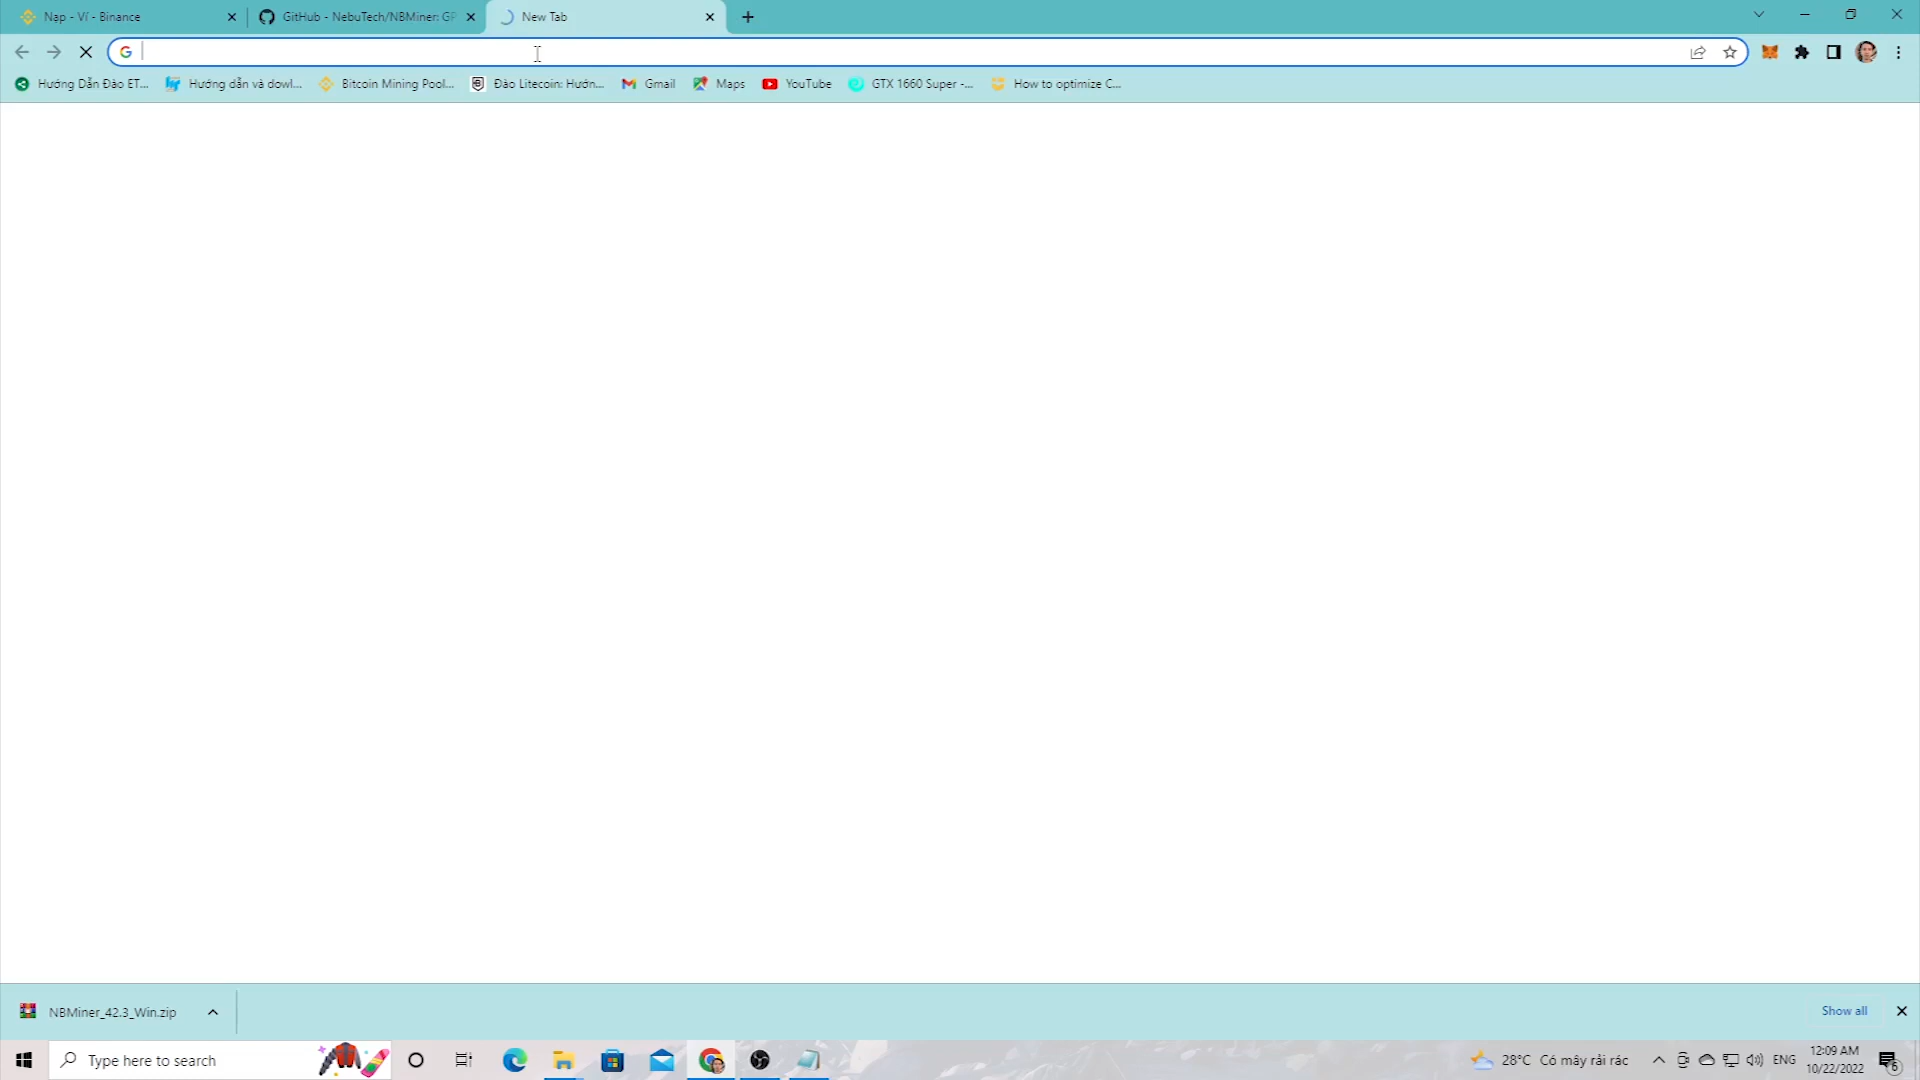 Nạp - Ví - Binance
GitHub - NebuTech/NBMiner: GP
New Tab
Hướng Dẫn Đào ET...
Hướng dẫn và dowl...
Bitcoin Mining Pool...
Đào Litecoin: Hướn...
Gmail
Maps
YouTube
GTX 1660 Super -...
How to optimize C...
NBMiner_42.3_Win.zip
Show all
Type here to search
28°C Có mây rải rác
ENG
12:09 AM
10/22/2022
6